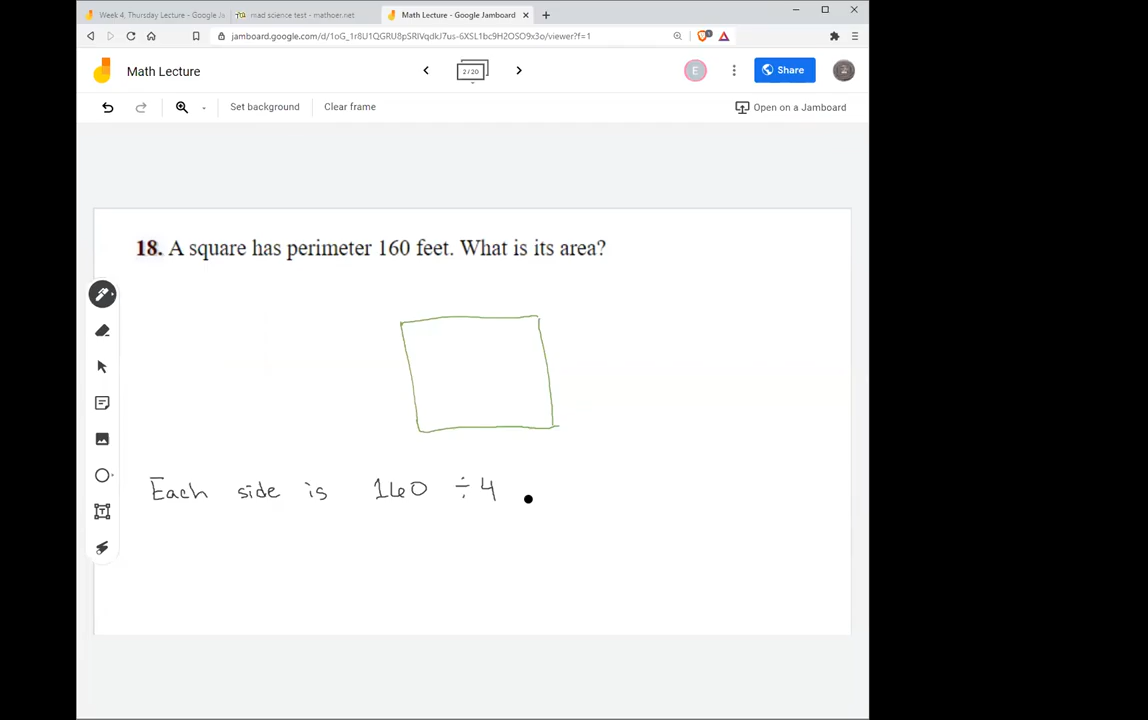 Week 4, Thursday Lecture - Google Ja
mad science test - mathoer.net
Math Lecture - Google Jamboard
jamboard.google.com/d/1oG_1r8U1QGRU8pSRIVqdkJ7us-6XSL1bc9H2OSO9x3o/viewer?f=1
Math Lecture
2/20
E
Share
Set background
Clear frame
Open on a Jamboard
18. A square has perimeter 160 feet. What is its area?
Each side is 160 ÷ 4